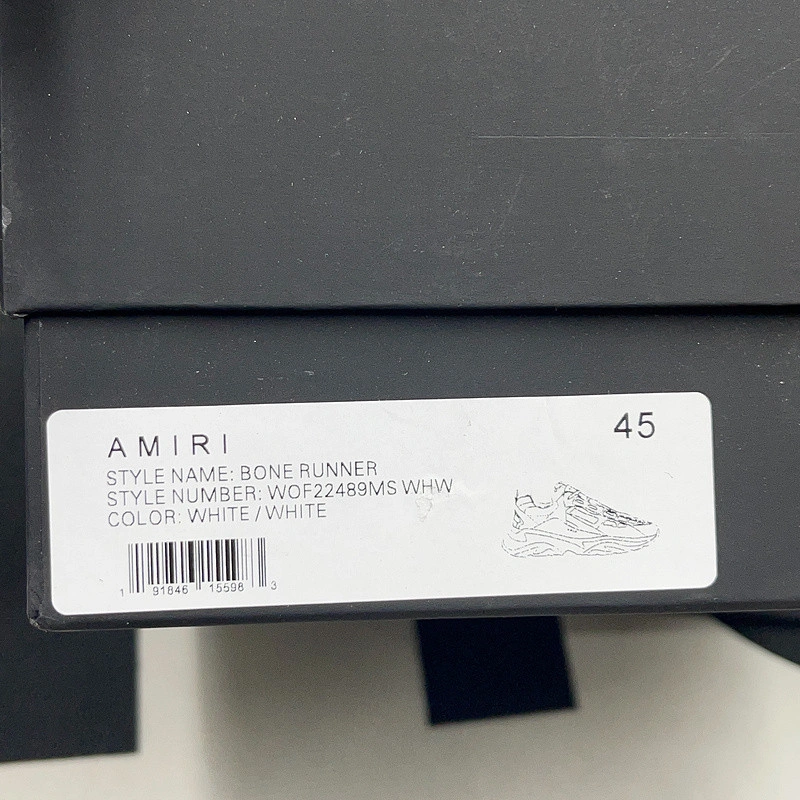 AMIRI
45
STYLE NAME: BONE RUNNER
STYLE NUMBER: WOF22489MS WHW
COLOR: WHITE / WHITE
1 91846 15598 3